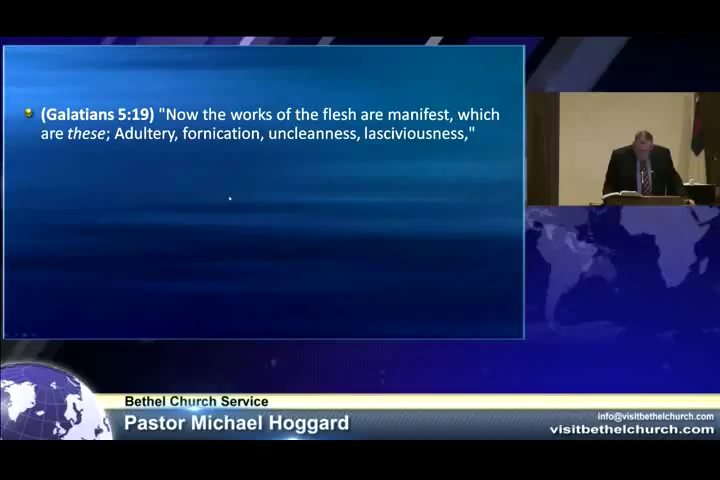 (Galatians 5:19) "Now the works of the flesh are manifest, which
are these; Adultery, fornication, uncleanness, lasciviousness,"
Bethel Church Service
Pastor Michael Hoggard
info@visitbethelchurch.com
visitbethelchurch.com